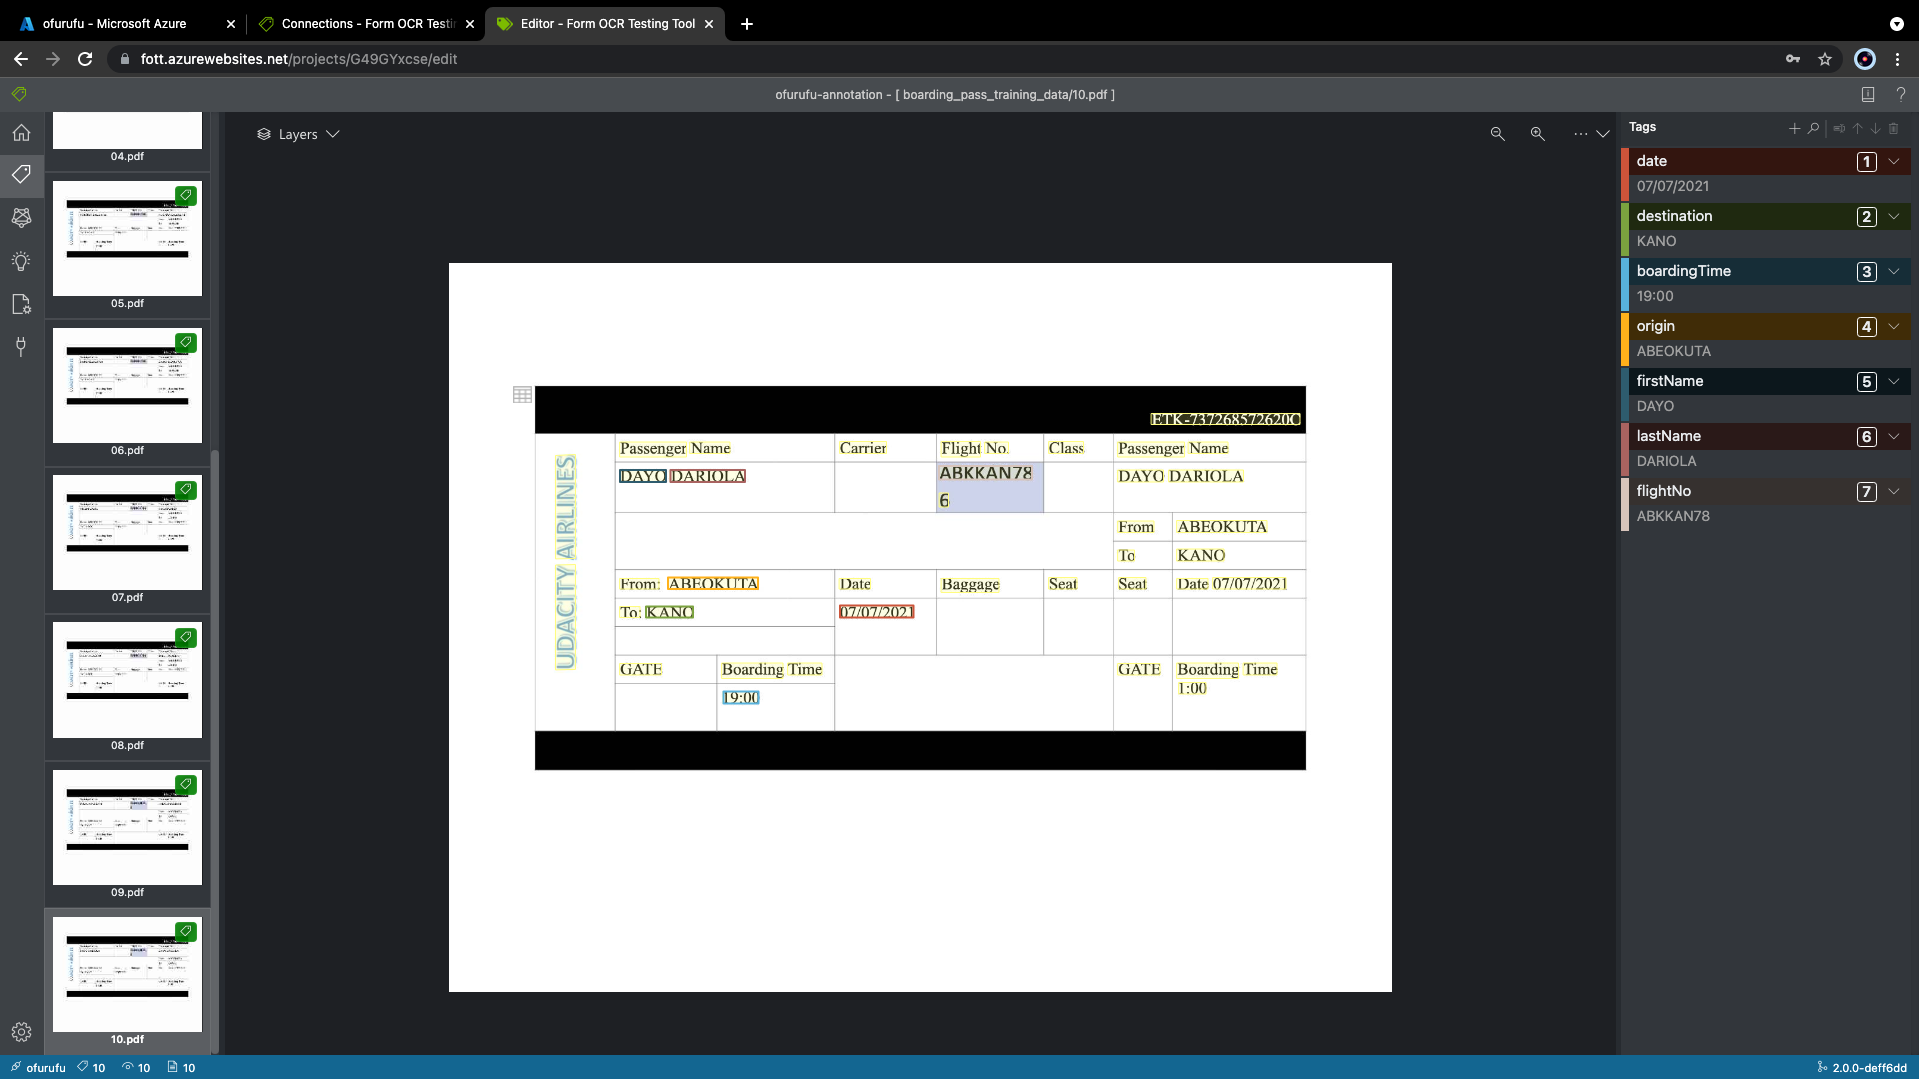 ofurufu - Microsoft Azure
Connections - Form OCR Testin
Editor - Form OCR Testing Tool
fott.azurewebsites.net/projects/G49GYxcse/edit
ofurufu-annotation - [ boarding_pass_training_data/10.pdf ]
04.pdf
05.pdf
06.pdf
07.pdf
08.pdf
09.pdf
10.pdf
Layers
ETK-737268572620C
UDACITY AIRLINES
Passenger Name Carrier Flight No. Class Passenger Name
DAYO DARIOLA ABKKAN78 DAYO DARIOLA
6
From ABEOKUTA
To KANO
From: ABEOKUTA Date Baggage Seat Seat Date 07/07/2021
To: KANO 07/07/2021
GATE Boarding Time GATE Boarding Time
19:00 1:00
Tags
date 1
07/07/2021
destination 2
KANO
boardingTime 3
19:00
origin 4
ABEOKUTA
firstName 5
DAYO
lastName 6
DARIOLA
flightNo 7
ABKKAN78
ofurufu 10 10 10
2.0.0-deff6dd